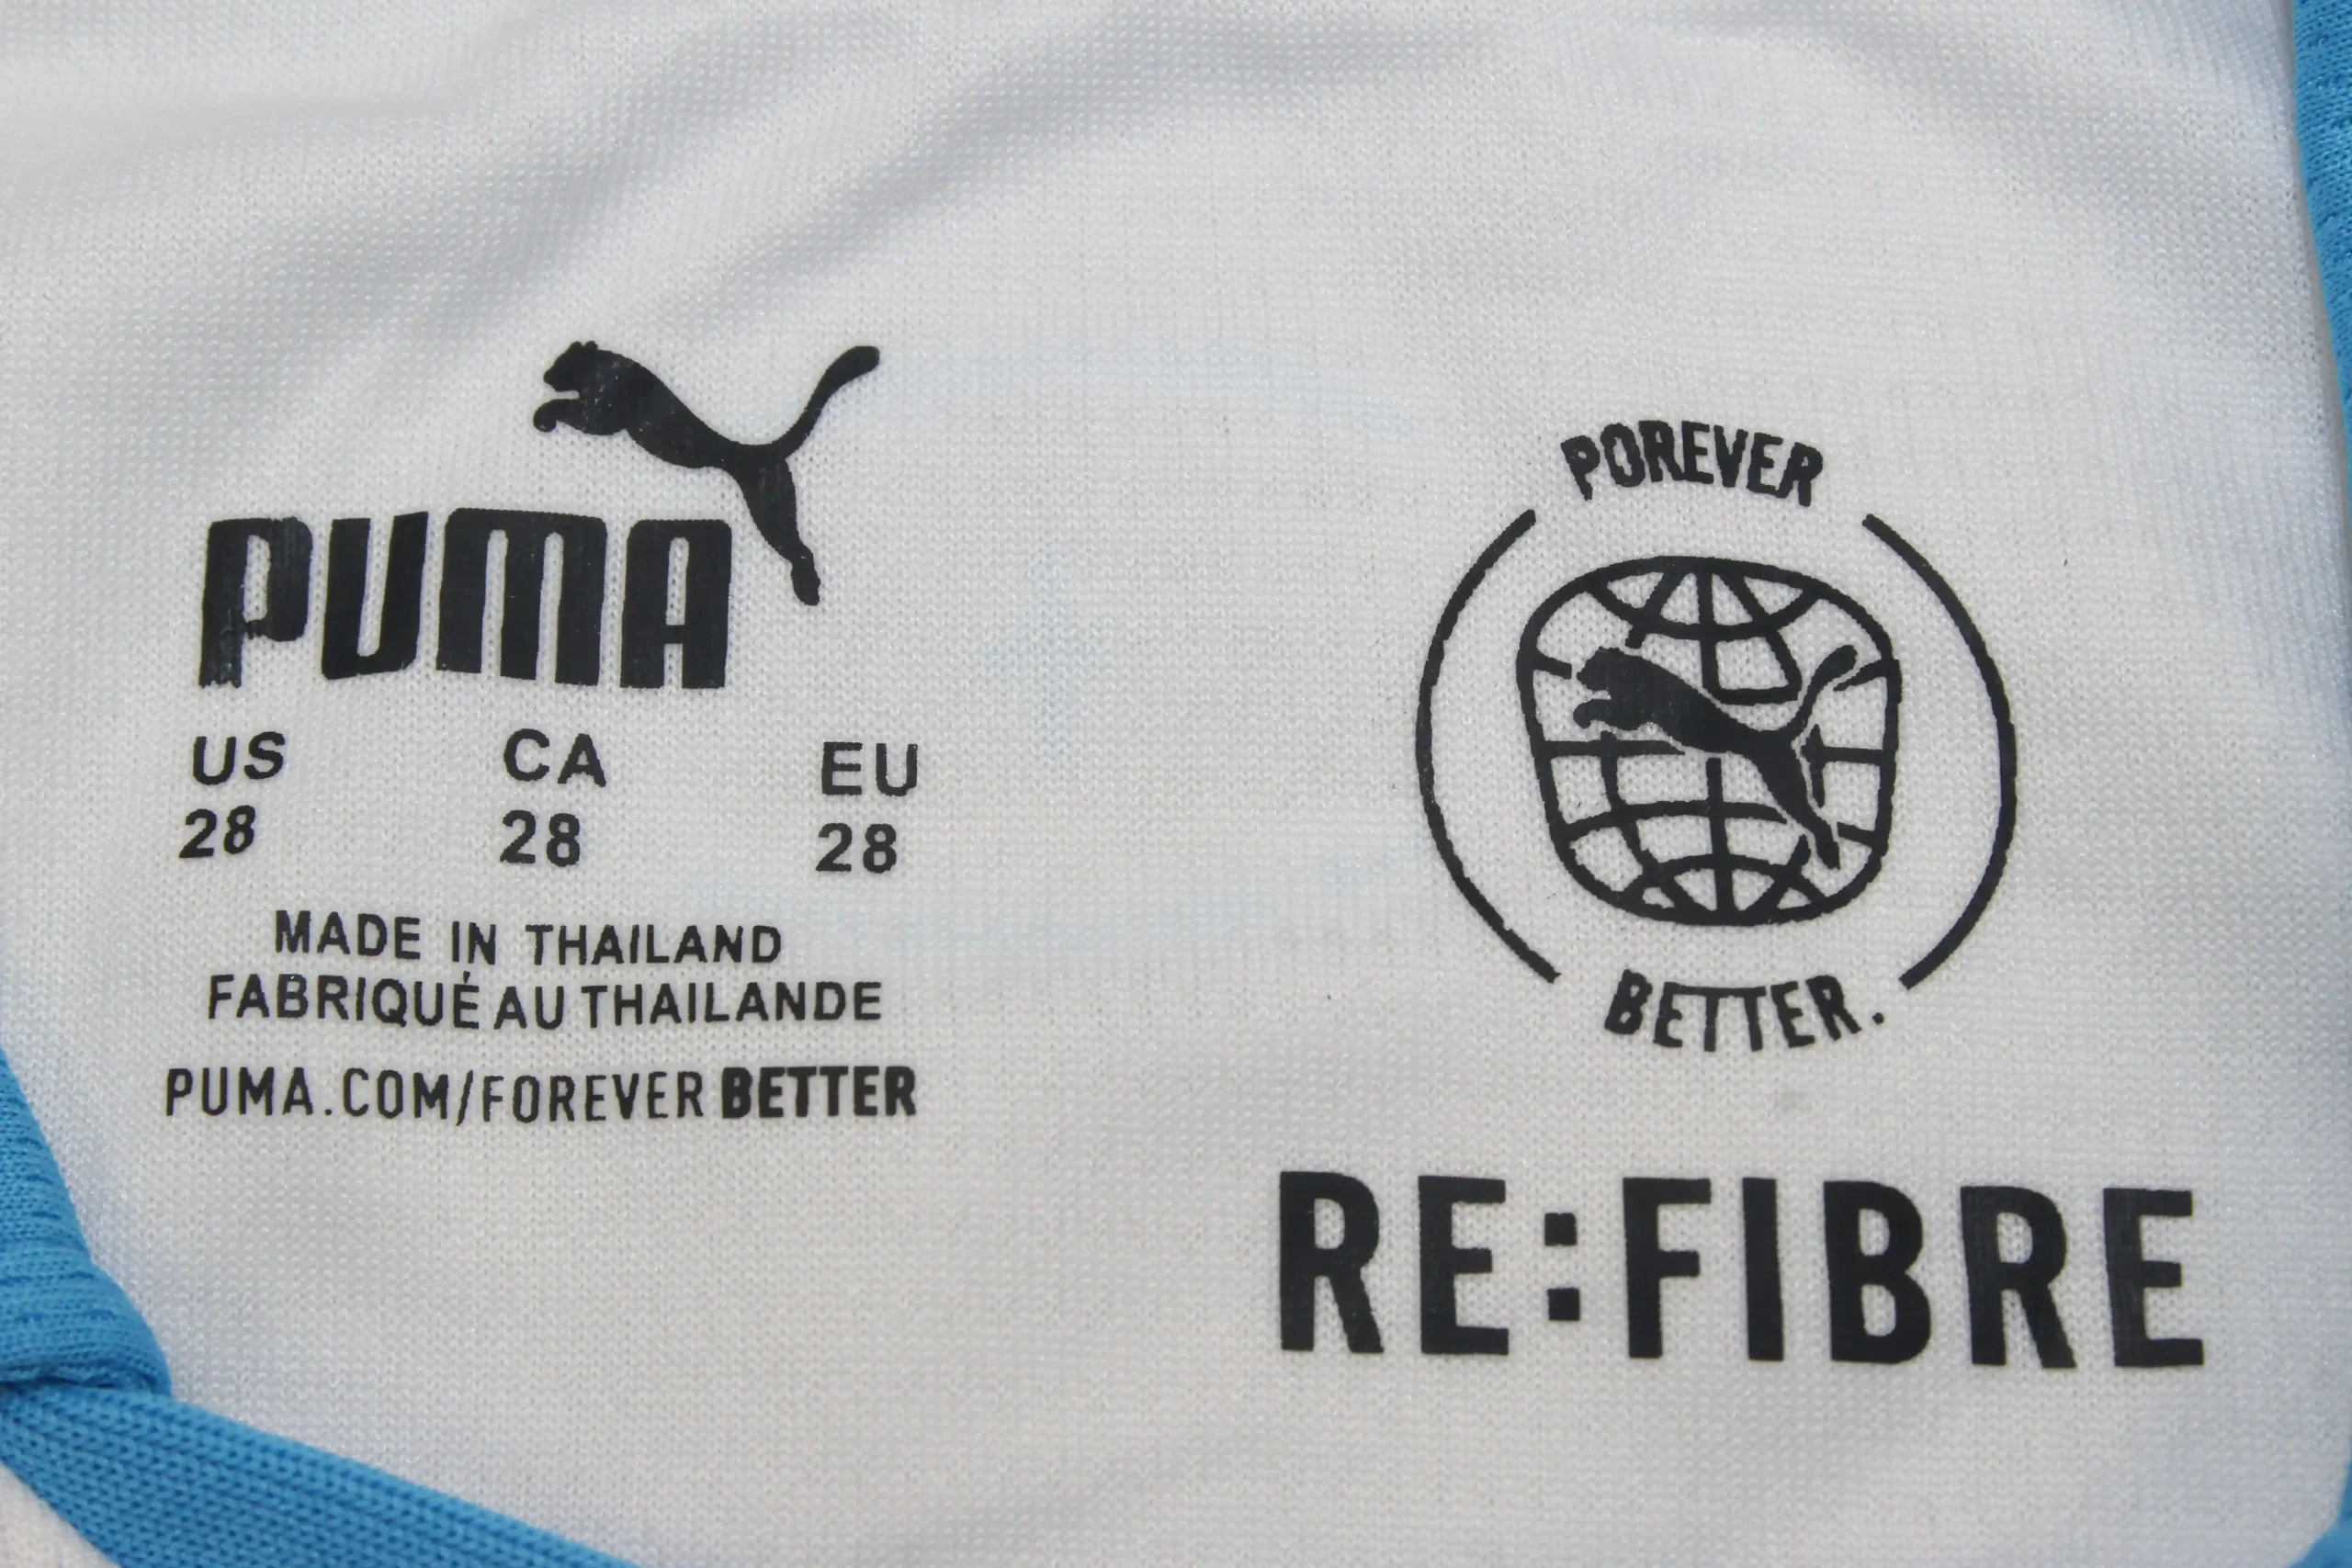 PUMA
US CA EU
28 28 28
MADE IN THAILAND
FABRIQUÉ AU THAILANDE
PUMA.COM/FOREVER BETTER
POREVER
BETTER.
RE:FIBRE